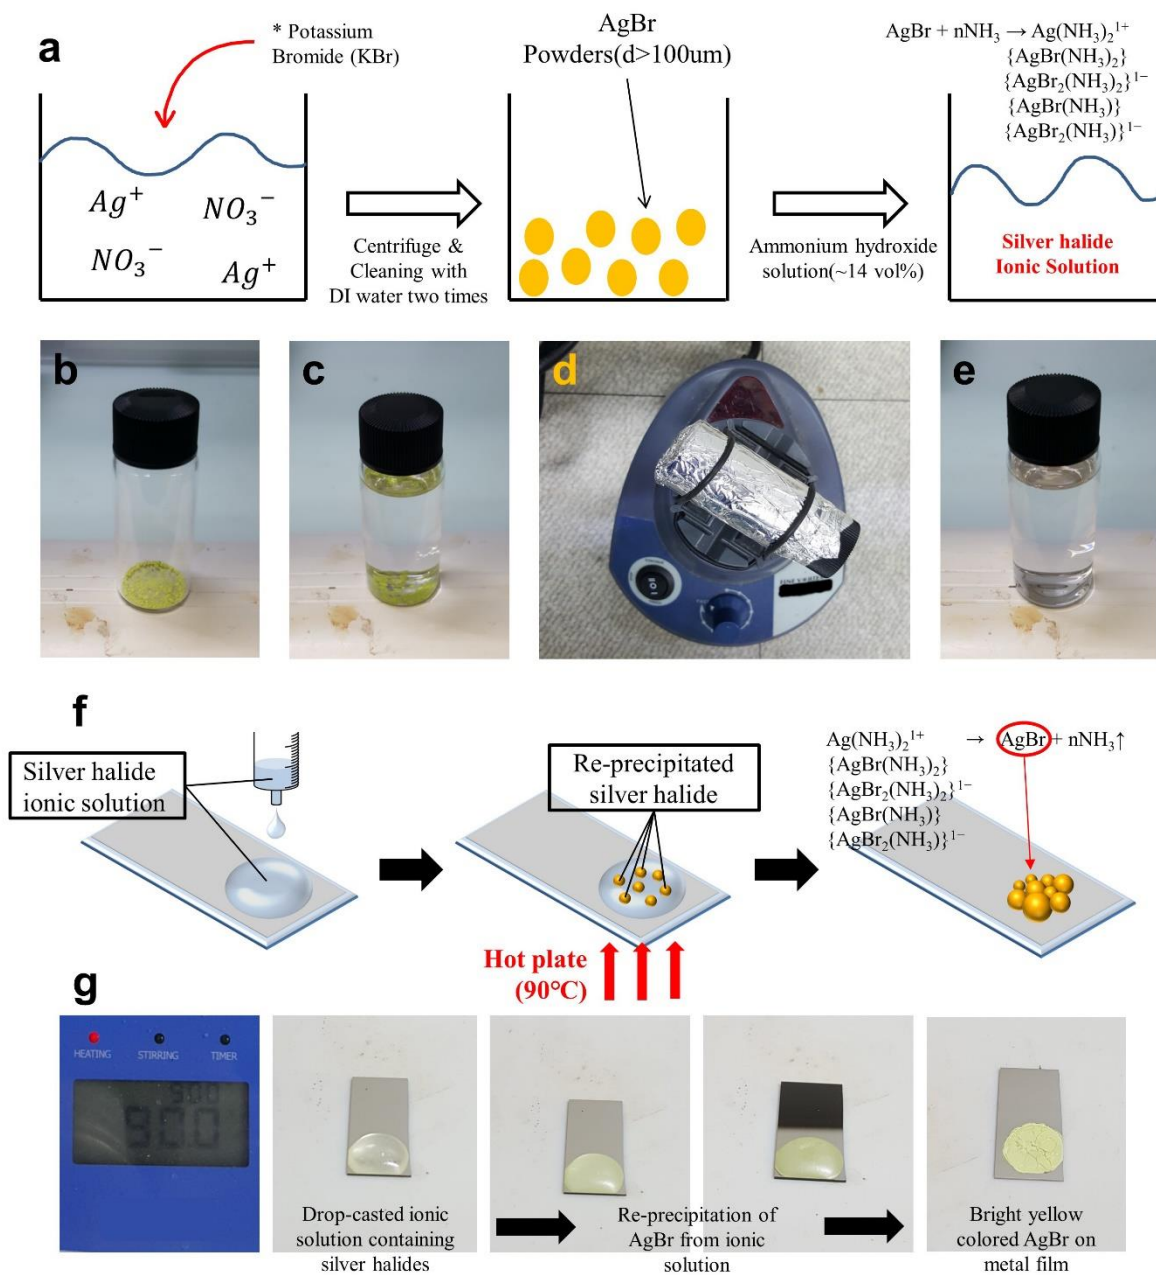 a
* Potassium
Bromide (KBr)
Ag⁺
NO₃⁻
NO₃⁻
Ag⁺
Centrifuge &
Cleaning with
DI water two times
AgBr
Powders(d>100um)
Ammonium hydroxide
solution(~14 vol%)
AgBr + nNH₃ → Ag(NH₃)₂¹⁺
{AgBr(NH₃)₂}
{AgBr₂(NH₃)₂}¹⁻
{AgBr(NH₃)}
{AgBr₂(NH₃)}¹⁻
Silver halide
Ionic Solution
b
c
d
e
f
Silver halide
ionic solution
Re-precipitated
silver halide
Hot plate
(90℃)
Ag(NH₃)₂¹⁺ → AgBr + nNH₃↑
{AgBr(NH₃)₂}
{AgBr₂(NH₃)₂}¹⁻
{AgBr(NH₃)}
{AgBr₂(NH₃)}¹⁻
g
HEATING STIRRING TIMER
900
900
Drop-casted ionic
solution containing
silver halides
Re-precipitation of
AgBr from ionic
solution
Bright yellow
colored AgBr on
metal film